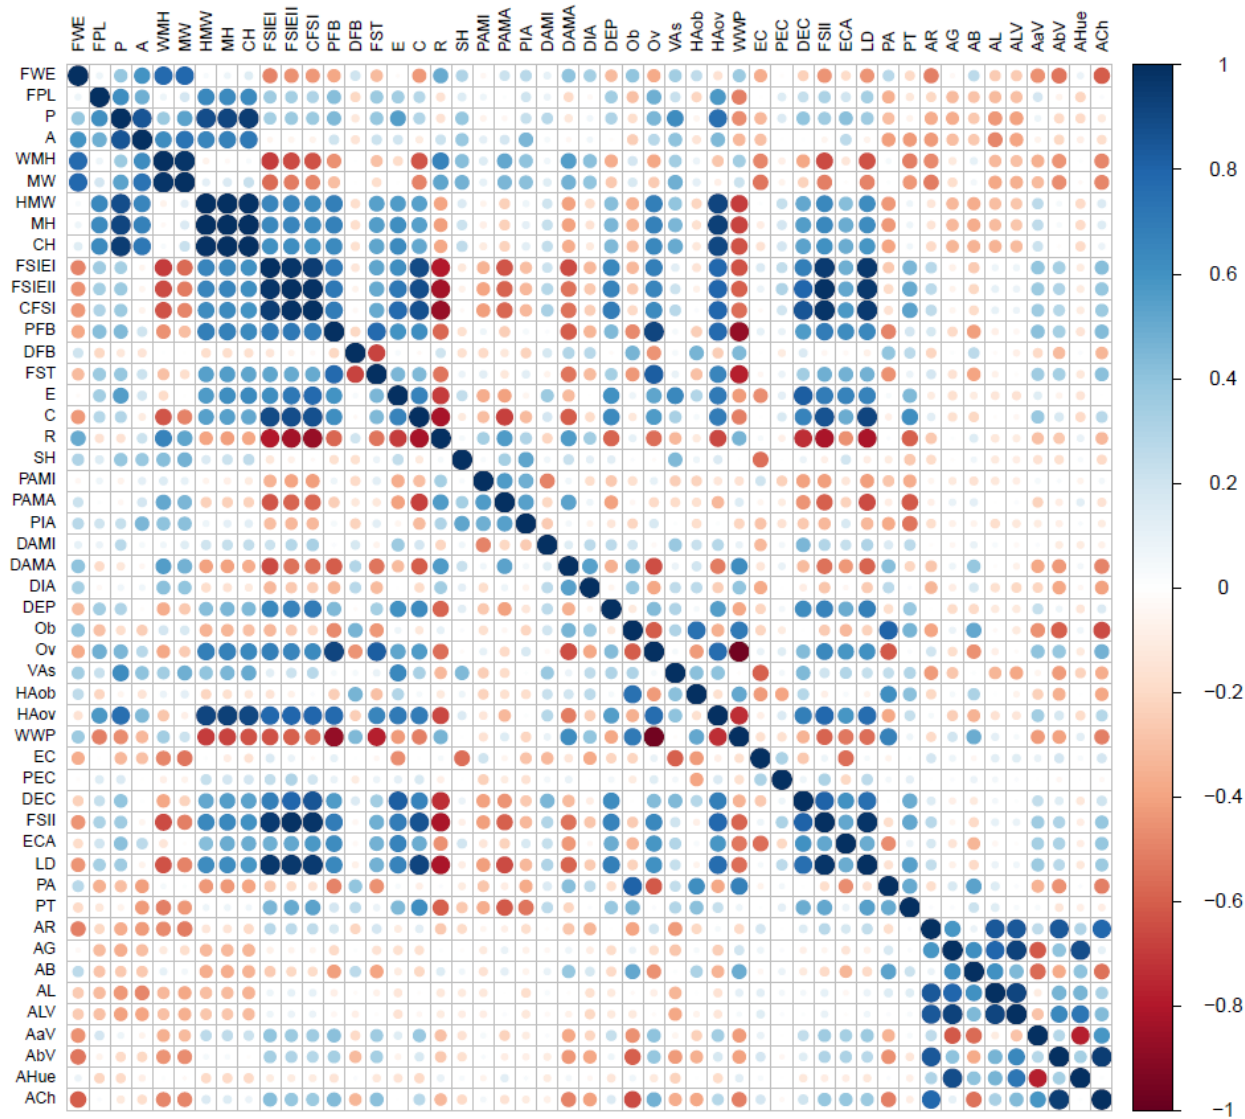 FWE FPL P A WMH MW HMW MH CH FSIEI FSIEII CFSI PFB DFB FST E C R SH PAMI PAMA PIA DAMI DAMA DIA DEP Ob Ov VAs HAob HAov WWP EC PEC DEC FSII ECA LD PA PT AR AG AB AL ALV AaV AbV AHue ACh
FWE
FPL
P
A
WMH
MW
HMW
MH
CH
FSIEI
FSIEII
CFSI
PFB
DFB
FST
E
C
R
SH
PAMI
PAMA
PIA
DAMI
DAMA
DIA
DEP
Ob
Ov
VAs
HAob
HAov
WWP
EC
PEC
DEC
FSII
ECA
LD
PA
PT
AR
AG
AB
AL
ALV
AaV
AbV
AHue
ACh
1
0.8
0.6
0.4
0.2
0
−0.2
−0.4
−0.6
−0.8
−1